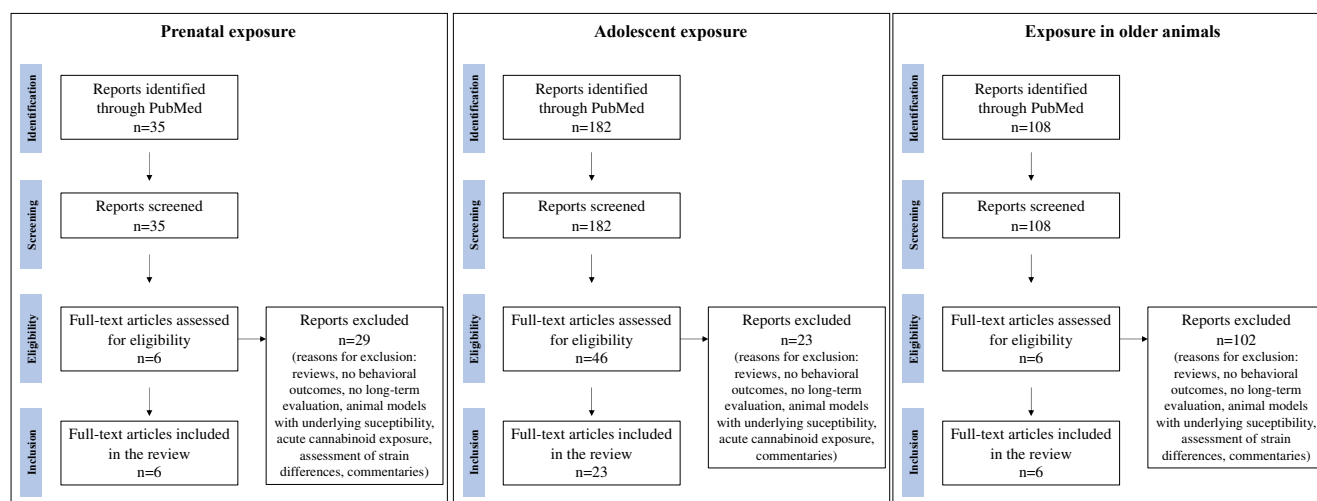 Prenatal exposure
Identification
Reports identified
through PubMed
n=35
Screening
Reports screened
n=35
Eligibility
Full-text articles assessed
for eligibility
n=6
Reports excluded
n=29
(reasons for exclusion:
reviews, no behavioral
outcomes, no long-term
evaluation, animal models
with underlying suceptibility,
acute cannabinoid exposure,
assessment of strain
differences, commentaries)
Inclusion
Full-text articles included
in the review
n=6
Adolescent exposure
Identification
Reports identified
through PubMed
n=182
Screening
Reports screened
n=182
Eligibility
Full-text articles assessed
for eligibility
n=46
Reports excluded
n=23
(reasons for exclusion:
reviews, no behavioral
outcomes, no long-term
evaluation, animal models
with underlying suceptibility,
acute cannabinoid exposure,
commentaries)
Inclusion
Full-text articles included
in the review
n=23
Exposure in older animals
Identification
Reports identified
through PubMed
n=108
Screening
Reports screened
n=108
Eligibility
Full-text articles assessed
for eligibility
n=6
Reports excluded
n=102
(reasons for exclusion:
reviews, no behavioral
outcomes, no long-term
evaluation, animal models
with underlying suceptibility,
assessment of strain
differences, commentaries)
Inclusion
Full-text articles included
in the review
n=6